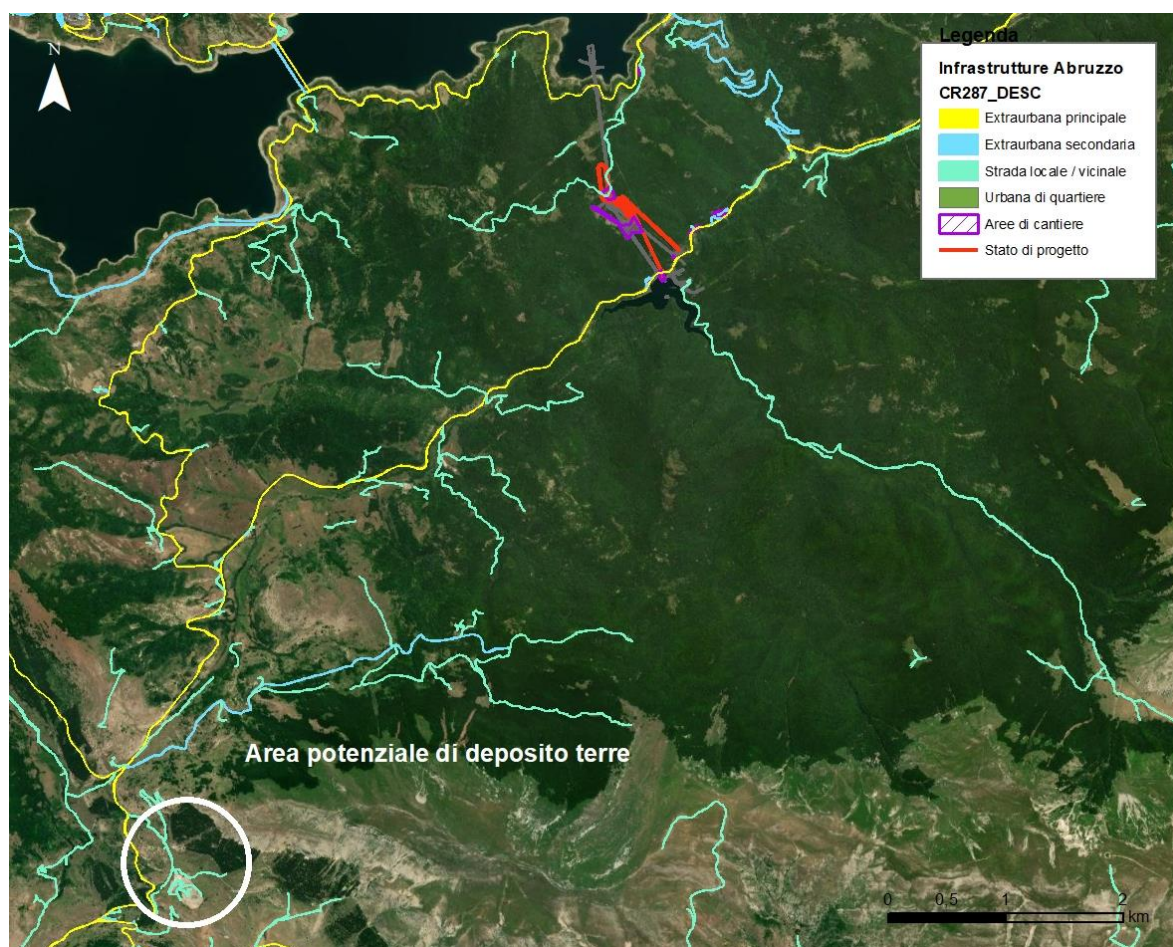 N
Legenda
Infrastrutture Abruzzo
CR287_DESC
Extraurbana principale
Extraurbana secondaria
Strada locale / vicinale
Urbana di quartiere
Aree di cantiere
Stato di progetto
Area potenziale di deposito terre
0 0,5 1 2
km